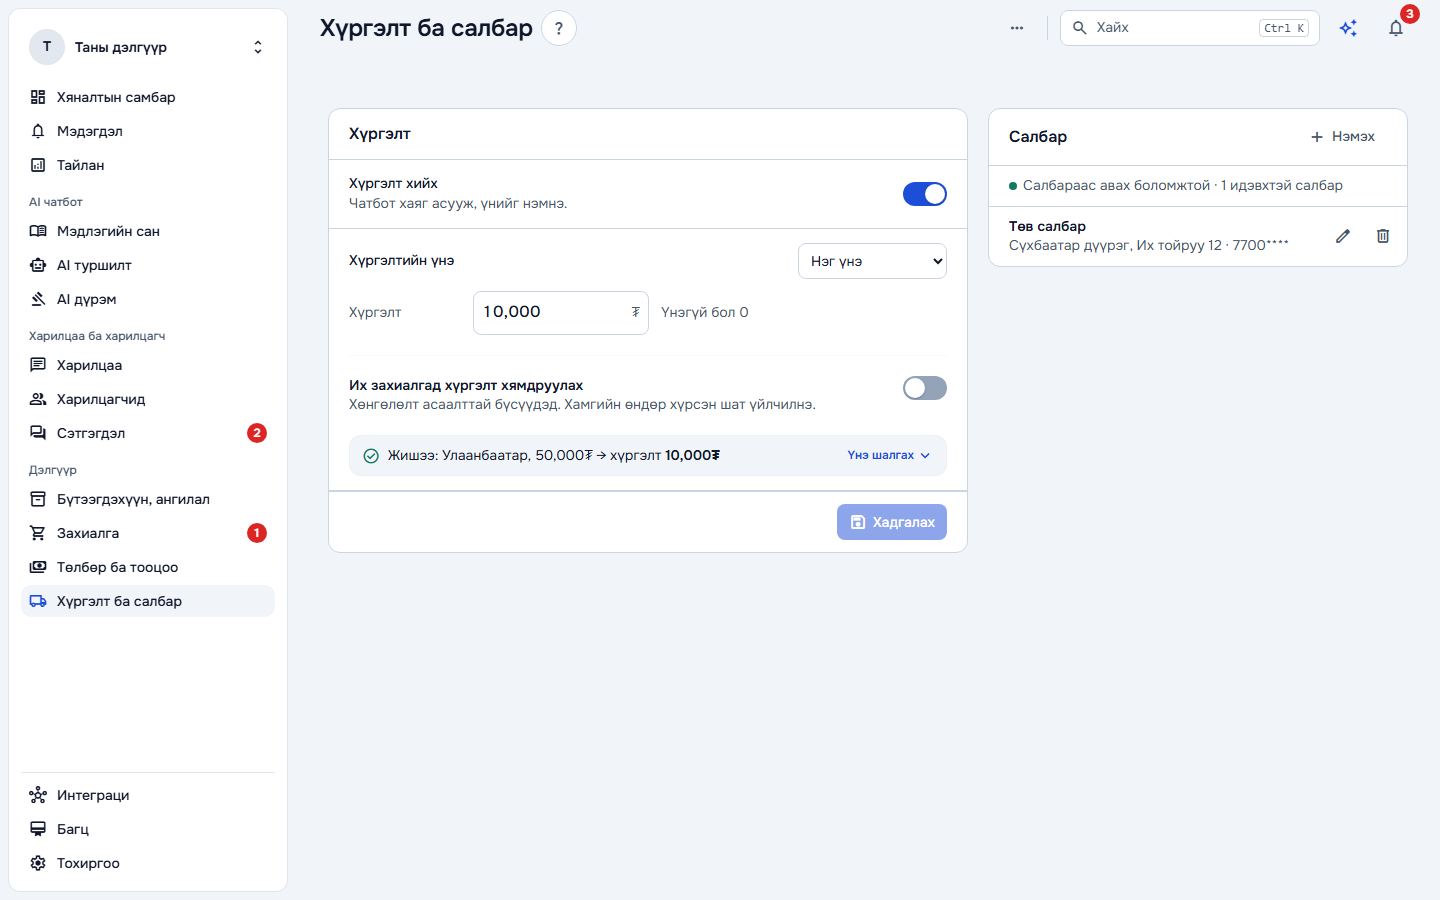 Т
Таны дэлгүүр
Хяналтын самбар
Мэдэгдэл
Тайлан
AI чатбот
Мэдлэгийн сан
AI туршилт
AI дүрэм
Харилцаа ба харилцагч
Харилцаа
Харилцагчид
Сэтгэгдэл 2
Дэлгүүр
Бүтээгдэхүүн, ангилал
Захиалга 1
Төлбөр ба тооцоо
Хүргэлт ба салбар
Интеграци
Багц
Тохиргоо
Хүргэлт ба салбар ?
Хайх Ctrl K
3
Хүргэлт
Хүргэлт хийх
Чатбот хаяг асууж, үнийг нэмнэ.
Хүргэлтийн үнэ Нэг үнэ
Хүргэлт 10,000 ₮ Үнэгүй бол 0
Их захиалгад хүргэлт хямдруулах
Хөнгөлөлт асаалттай бүсүүдэд. Хамгийн өндөр хүрсэн шат үйлчилнэ.
Жишээ: Улаанбаатар, 50,000₮ → хүргэлт 10,000₮ Үнэ шалгах
Хадгалах
Салбар + Нэмэх
Салбараас авах боломжтой · 1 идэвхтэй салбар
Төв салбар
Сүхбаатар дүүрэг, Их тойруу 12 · 7700****